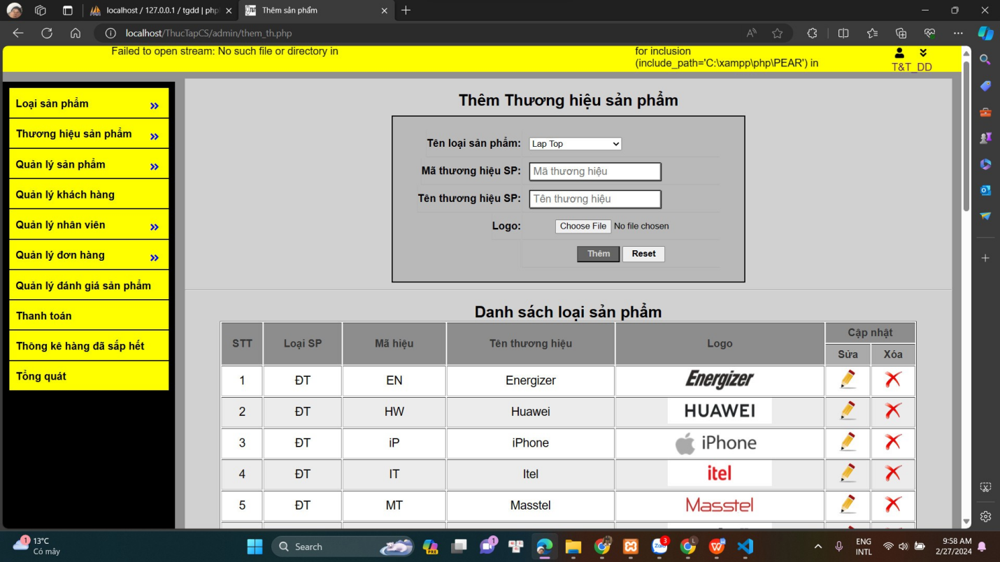 localhost / 127.0.0.1 / tgdd | php
Thêm sản phẩm
localhost/ThucTapCS/admin/them_th.php
Failed to open stream: No such file or directory in
for inclusion
(include_path='C:\xampp\php\PEAR') in
T&T_DD
Loại sản phẩm
Thương hiệu sản phẩm
Quản lý sản phẩm
Quản lý khách hàng
Quản lý nhân viên
Quản lý đơn hàng
Quản lý đánh giá sản phẩm
Thanh toán
Thông kê hàng đã sắp hết
Tổng quát
Thêm Thương hiệu sản phẩm
Tên loại sản phẩm: Lap Top
Mã thương hiệu SP: Mã thương hiệu
Tên thương hiệu SP: Tên thương hiệu
Logo: Choose File No file chosen
Thêm Reset
Danh sách loại sản phẩm
STT Loại SP Mã hiệu Tên thương hiệu Logo Cập nhật
Sửa Xóa
1 ĐT EN Energizer Energizer
2 ĐT HW Huawei HUAWEI
3 ĐT iP iPhone iPhone
4 ĐT IT Itel itel
5 ĐT MT Masstel Masstel
1
13°C
Có mây
Search
PRE
1
Zalo
3
L
ENG
INTL
9:58 AM
2/27/2024